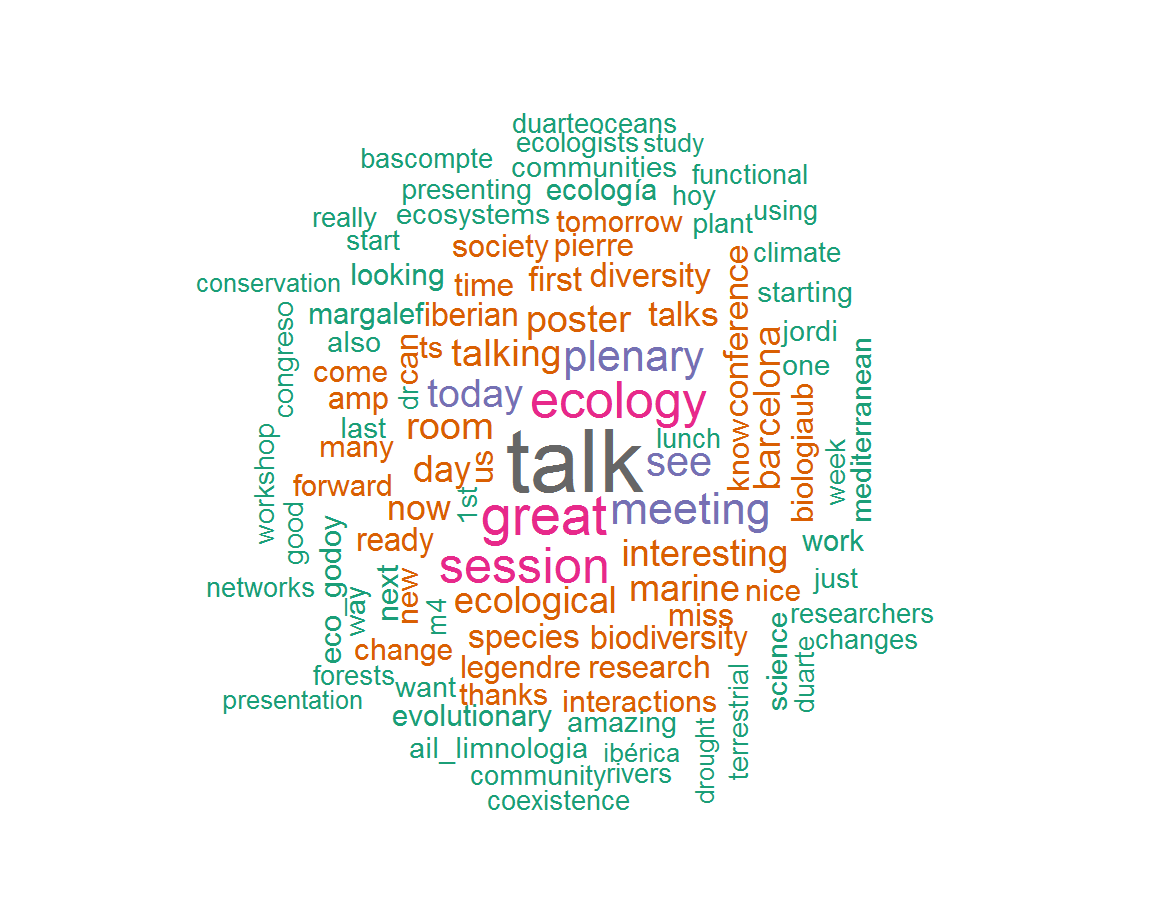 duarteoceans
ecologists study
bascompte communities functional
presenting ecología hoy
really ecosystems tomorrow plant using
start society pierre climate
conservation looking time first diversity conference starting
congreso margalef iberian poster talks jordi
also can ts talking plenary barcelona one mediterranean
come dr today ecology know biologiaub
amp room talk lunch week
last us see
many day
workshop forward 1st great meeting
good now session interesting work
eco_godoy ready marine nice just
networks way next new m4 ecological miss researchers
change species biodiversity science changes
forests legendre research duarte
presentation want thanks interactions terrestrial
evolutionary amazing drought
ail_limnologia ibérica
community rivers
coexistence